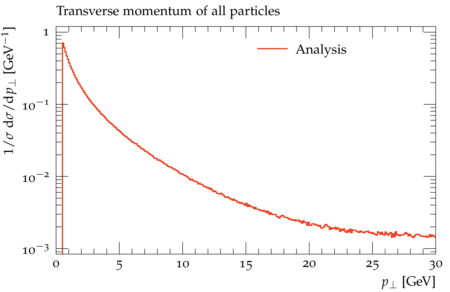 Transverse momentum of all particles
1/σ dσ/dp⊥ [GeV⁻¹]
1
10⁻¹
10⁻²
10⁻³
Analysis
0 5 10 15 20 25 30
p⊥ [GeV]